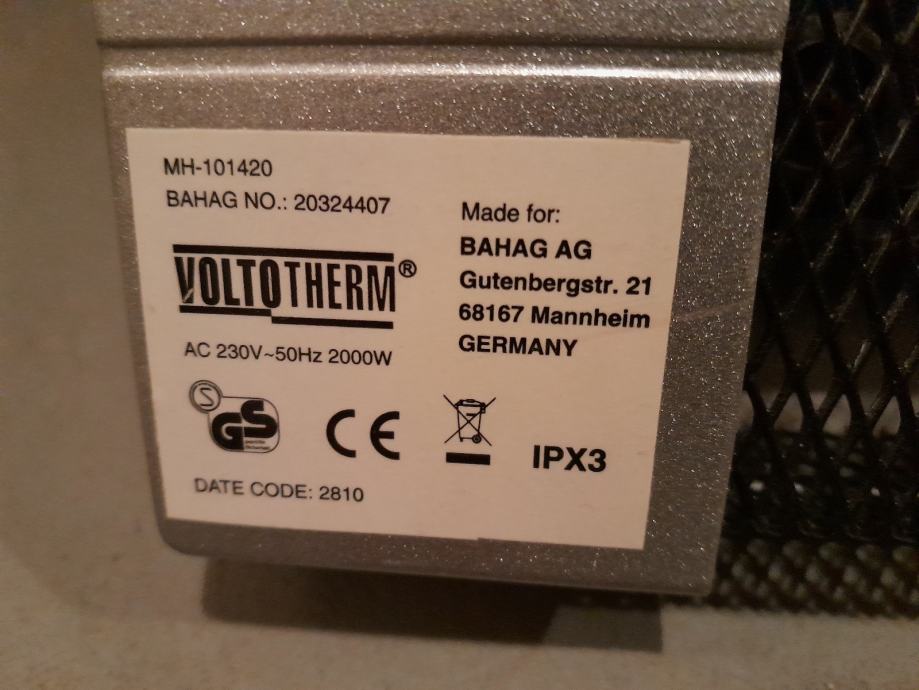 MH-101420
BAHAG NO.: 20324407
VOLTOTHERM®
AC 230V~50Hz 2000W
S
GS
CE
DATE CODE: 2810
Made for:
BAHAG AG
Gutenbergstr. 21
68167 Mannheim
GERMANY
IPX3